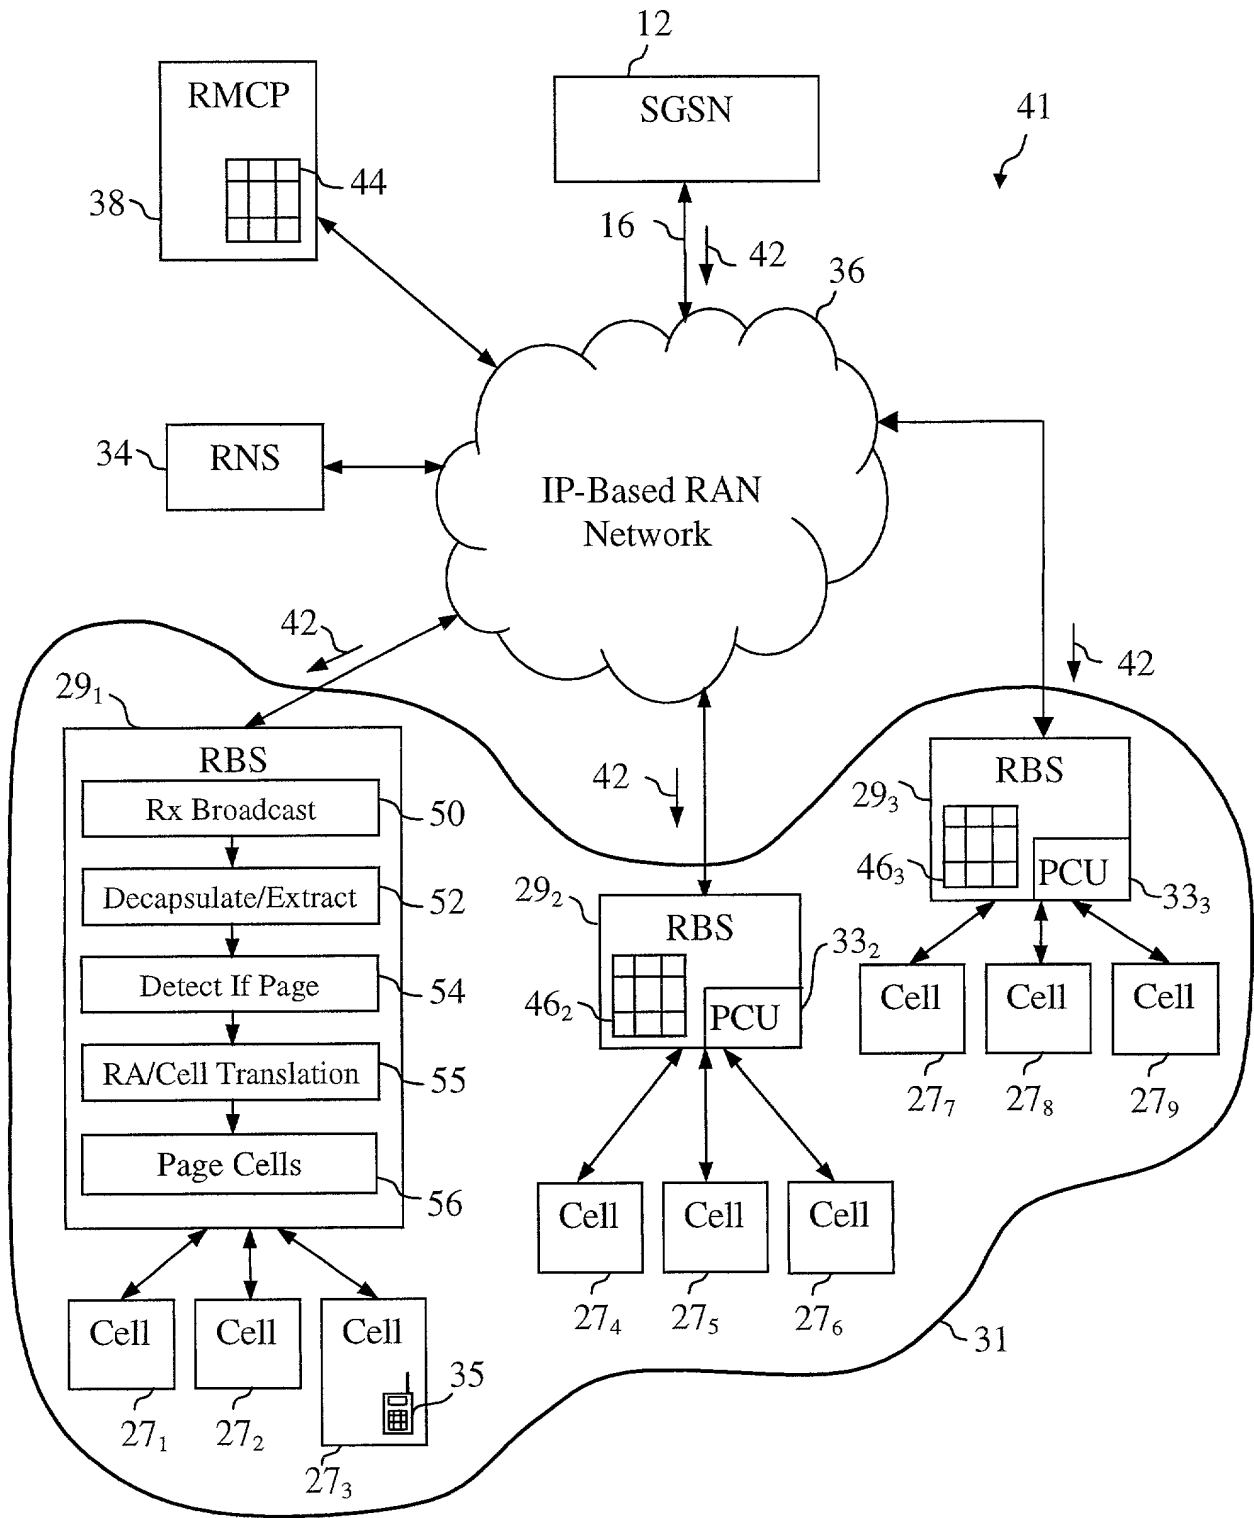 12
RMCP
SGSN
41
44
38
16
42
36
RNS
34
IP-Based RAN
Network
42
42
29₁
RBS
Rx Broadcast
50
Decapsulate/Extract
52
Detect If Page
54
RA/Cell Translation
55
Page Cells
56
42
RBS
29₃
46₃
PCU
33₃
29₂
RBS
33₂
46₂
PCU
Cell
Cell
Cell
27₇
27₈
27₉
Cell
Cell
Cell
27₄
27₅
27₆
Cell
Cell
Cell
35
31
27₁
27₂
27₃